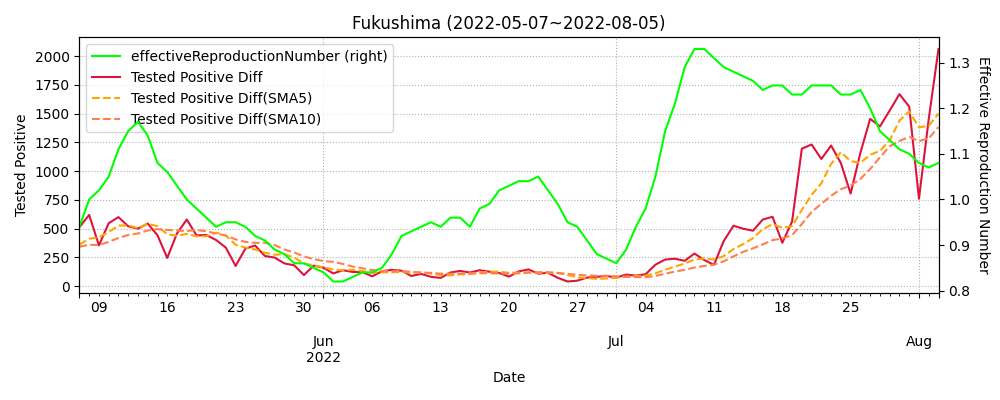 Fukushima (2022-05-07~2022-08-05)
effectiveReproductionNumber (right)
Tested Positive Diff
Tested Positive Diff(SMA5)
Tested Positive Diff(SMA10)
Tested Positive
2000
1750
1500
1250
1000
750
500
250
0
Effective Reproduction Number
1.3
1.2
1.1
1.0
0.9
0.8
09 16 23 30 06 13 20 27 04 11 18 25
Jun Jul Aug
2022
Date